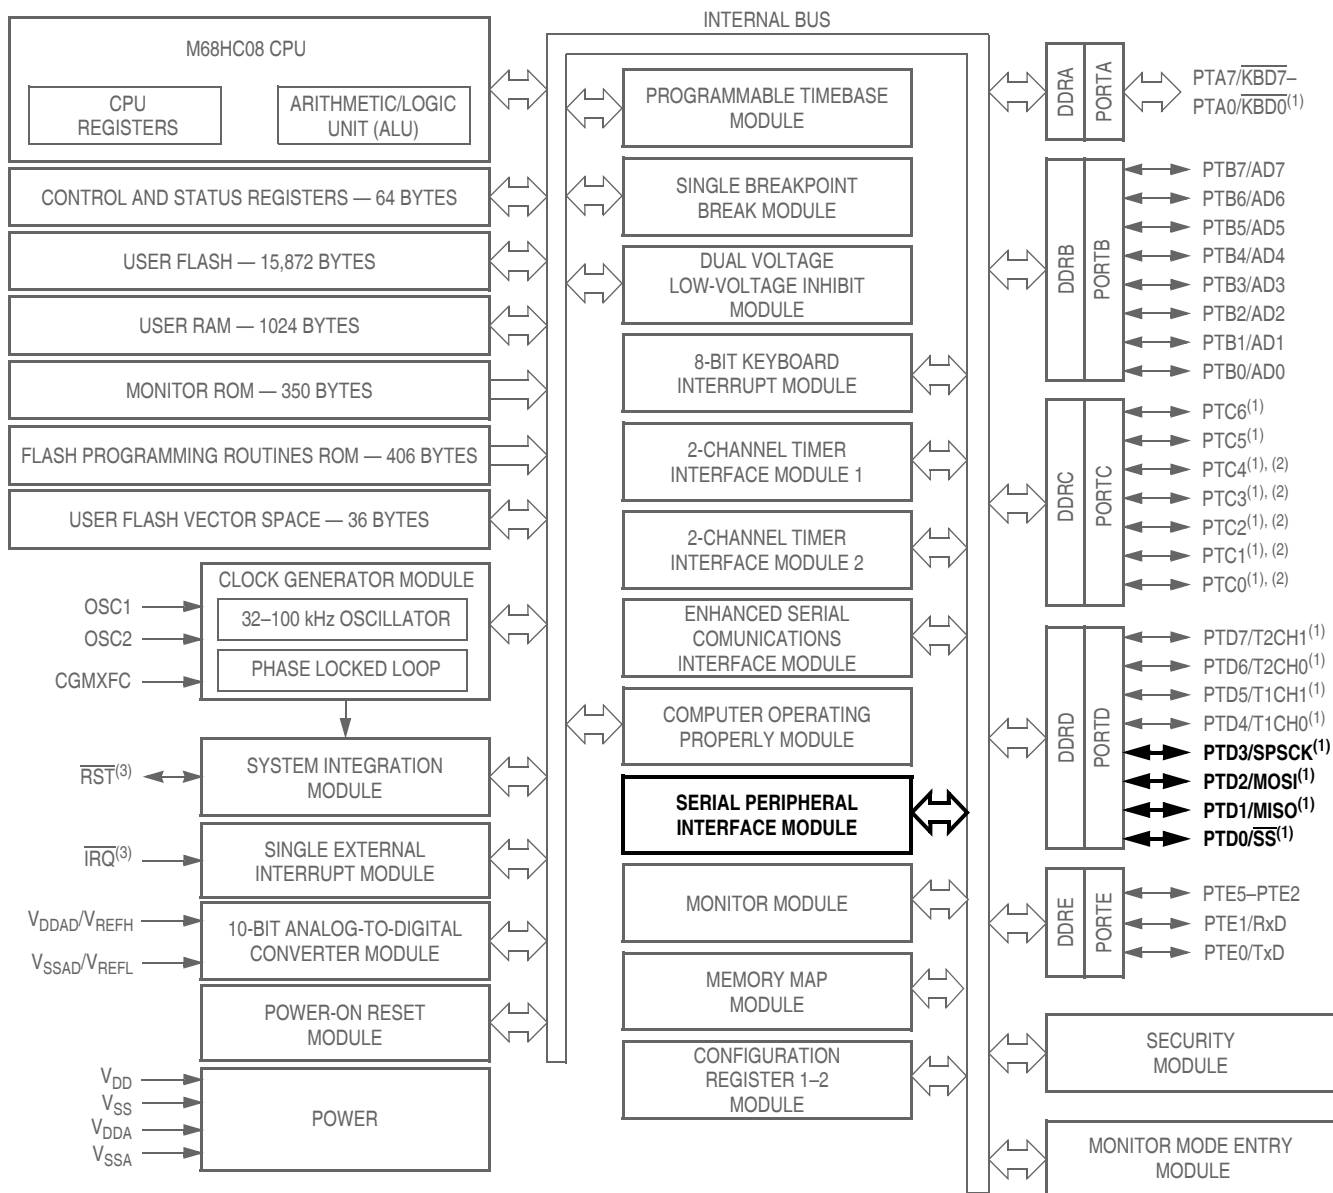 INTERNAL BUS
M68HC08 CPU
CPU
REGISTERS
ARITHMETIC/LOGIC
UNIT (ALU)
CONTROL AND STATUS REGISTERS — 64 BYTES
USER FLASH — 15,872 BYTES
USER RAM — 1024 BYTES
MONITOR ROM — 350 BYTES
FLASH PROGRAMMING ROUTINES ROM — 406 BYTES
USER FLASH VECTOR SPACE — 36 BYTES
CLOCK GENERATOR MODULE
32–100 kHz OSCILLATOR
PHASE LOCKED LOOP
OSC1
OSC2
CGMXFC
SYSTEM INTEGRATION
MODULE
RST(3)
SINGLE EXTERNAL
INTERRUPT MODULE
IRQ(3)
10-BIT ANALOG-TO-DIGITAL
CONVERTER MODULE
VDDAD/VREFH
VSSAD/VREFL
POWER-ON RESET
MODULE
POWER
VDD
VSS
VDDA
VSSA
PROGRAMMABLE TIMEBASE
MODULE
SINGLE BREAKPOINT
BREAK MODULE
DUAL VOLTAGE
LOW-VOLTAGE INHIBIT
MODULE
8-BIT KEYBOARD
INTERRUPT MODULE
2-CHANNEL TIMER
INTERFACE MODULE 1
2-CHANNEL TIMER
INTERFACE MODULE 2
ENHANCED SERIAL
COMUNICATIONS
INTERFACE MODULE
COMPUTER OPERATING
PROPERLY MODULE
SERIAL PERIPHERAL
INTERFACE MODULE
MONITOR MODULE
MEMORY MAP
MODULE
CONFIGURATION
REGISTER 1–2
MODULE
DDRA
PORTA
PTA7/KBD7–
PTA0/KBD0(1)
DDRB
PORTB
PTB7/AD7
PTB6/AD6
PTB5/AD5
PTB4/AD4
PTB3/AD3
PTB2/AD2
PTB1/AD1
PTB0/AD0
DDRC
PORTC
PTC6(1)
PTC5(1)
PTC4(1), (2)
PTC3(1), (2)
PTC2(1), (2)
PTC1(1), (2)
PTC0(1), (2)
DDRD
PORTD
PTD7/T2CH1(1)
PTD6/T2CH0(1)
PTD5/T1CH1(1)
PTD4/T1CH0(1)
PTD3/SPSCK(1)
PTD2/MOSI(1)
PTD1/MISO(1)
PTD0/SS(1)
DDRE
PORTE
PTE5–PTE2
PTE1/RxD
PTE0/TxD
SECURITY
MODULE
MONITOR MODE ENTRY
MODULE